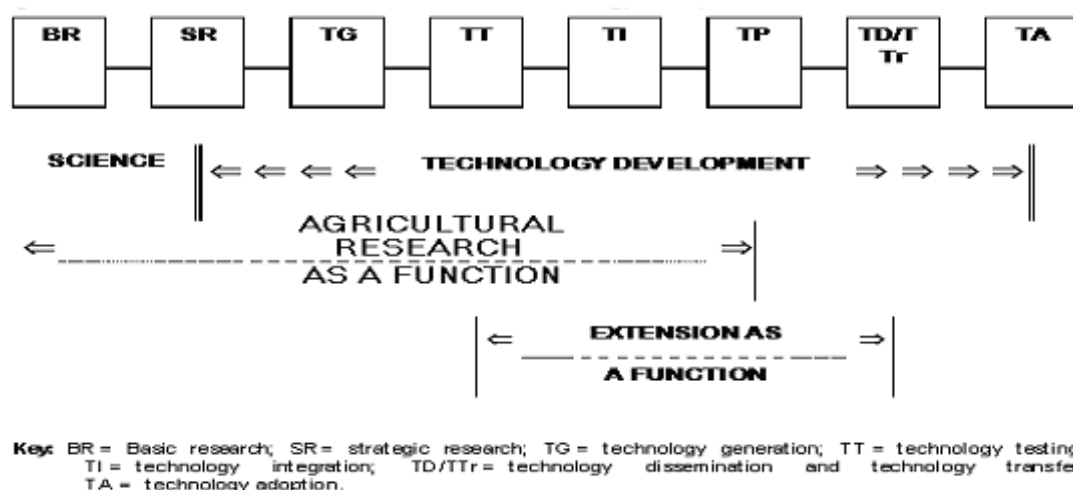 BR SR TG TT TI TP TD/T TA
Tr
SCIENCE TECHNOLOGY DEVELOPMENT
AGRICULTURAL
RESEARCH
AS A FUNCTION
EXTENSION AS
A FUNCTION
Key: BR = Basic research; SR = strategic research; TG = technology generation; TT = technology testing
TI = technology integration; TD/TTr = technology dissemination and technology transfe
TA = technology adoption.